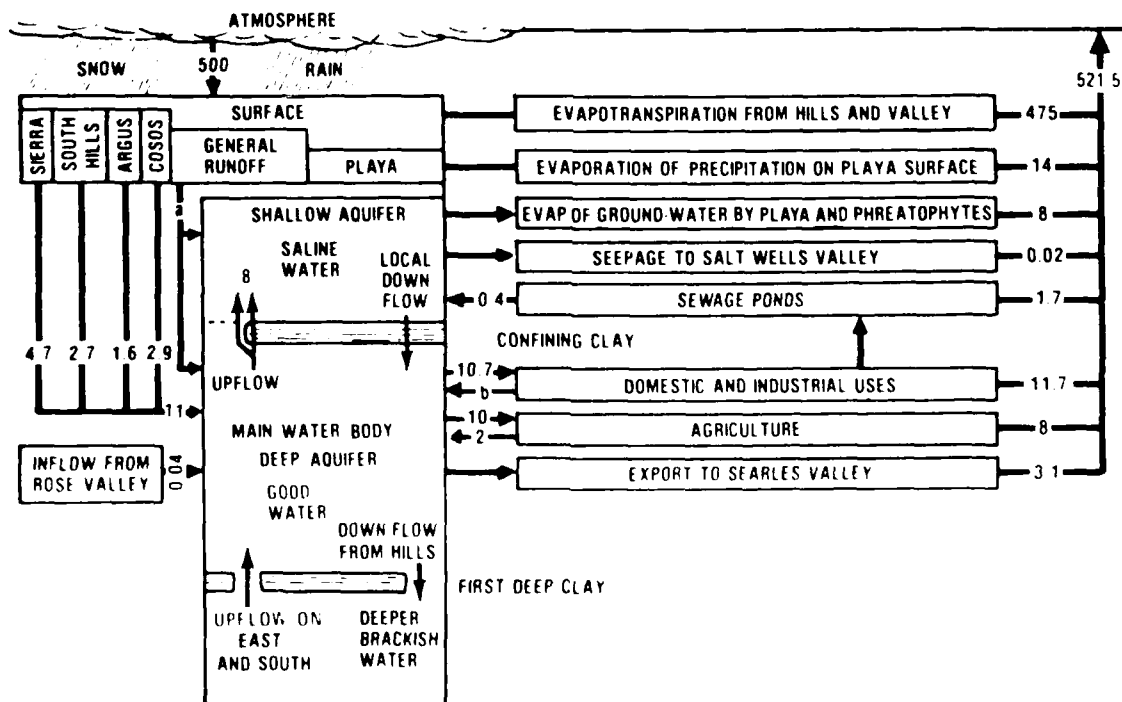 ATMOSPHERE
SNOW
500
RAIN
521 5
SURFACE
SIERRA
SOUTH
HILLS
ARGUS
COSOS
GENERAL
RUNOFF
PLAYA
EVAPOTRANSPIRATION FROM HILLS AND VALLEY
475
EVAPORATION OF PRECIPITATION ON PLAYA SURFACE
14
a
SHALLOW AQUIFER
SALINE
WATER
8
LOCAL
DOWN
FLOW
EVAP OF GROUND-WATER BY PLAYA AND PHREATOPHYTES
8
SEEPAGE TO SALT WELLS VALLEY
0.02
0 4
SEWAGE PONDS
1.7
CONFINING CLAY
4 7
2 7
1.6
2.9
UPFLOW
10.7
b
DOMESTIC AND INDUSTRIAL USES
11.7
11
10
2
AGRICULTURE
8
MAIN WATER BODY
DEEP AQUIFER
INFLOW FROM
ROSE VALLEY
0.04
EXPORT TO SEARLES VALLEY
3 1
GOOD
WATER
DOWN FLOW
FROM HILLS
FIRST DEEP CLAY
UPFLOW ON
EAST
AND SOUTH
DEEPER
BRACKISH
WATER